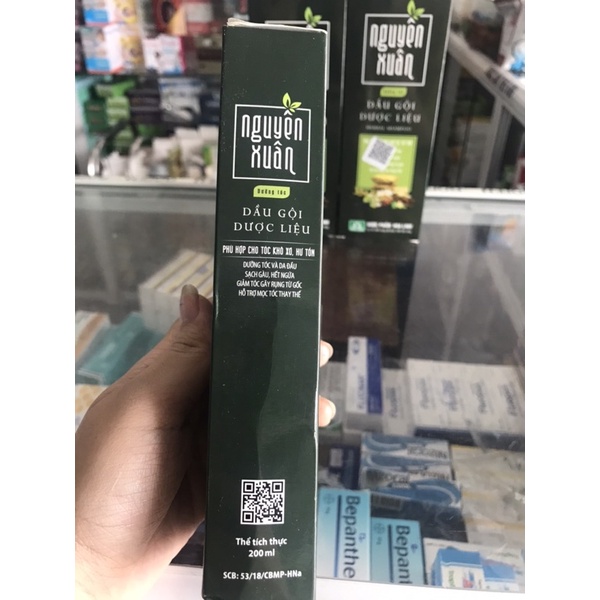 nguyên
xuân
Dưỡng tóc
DẦU GỘI
DƯỢC LIỆU
PHÙ HỢP CHO TÓC KHÔ XƠ, HƯ TỔN
DƯỠNG TÓC VÀ DA ĐẦU
SẠCH GÀU, HẾT NGỨA
GIẢM TÓC GÃY RỤNG TỪ GỐC
HỖ TRỢ MỌC TÓC THAY THẾ
Thể tích thực
200 ml
SCB: 53/18/CBMP-HNa
nguyên
xuân
DẦU GỘI
DƯỢC LIỆU
Bepanthe
Bepanthe